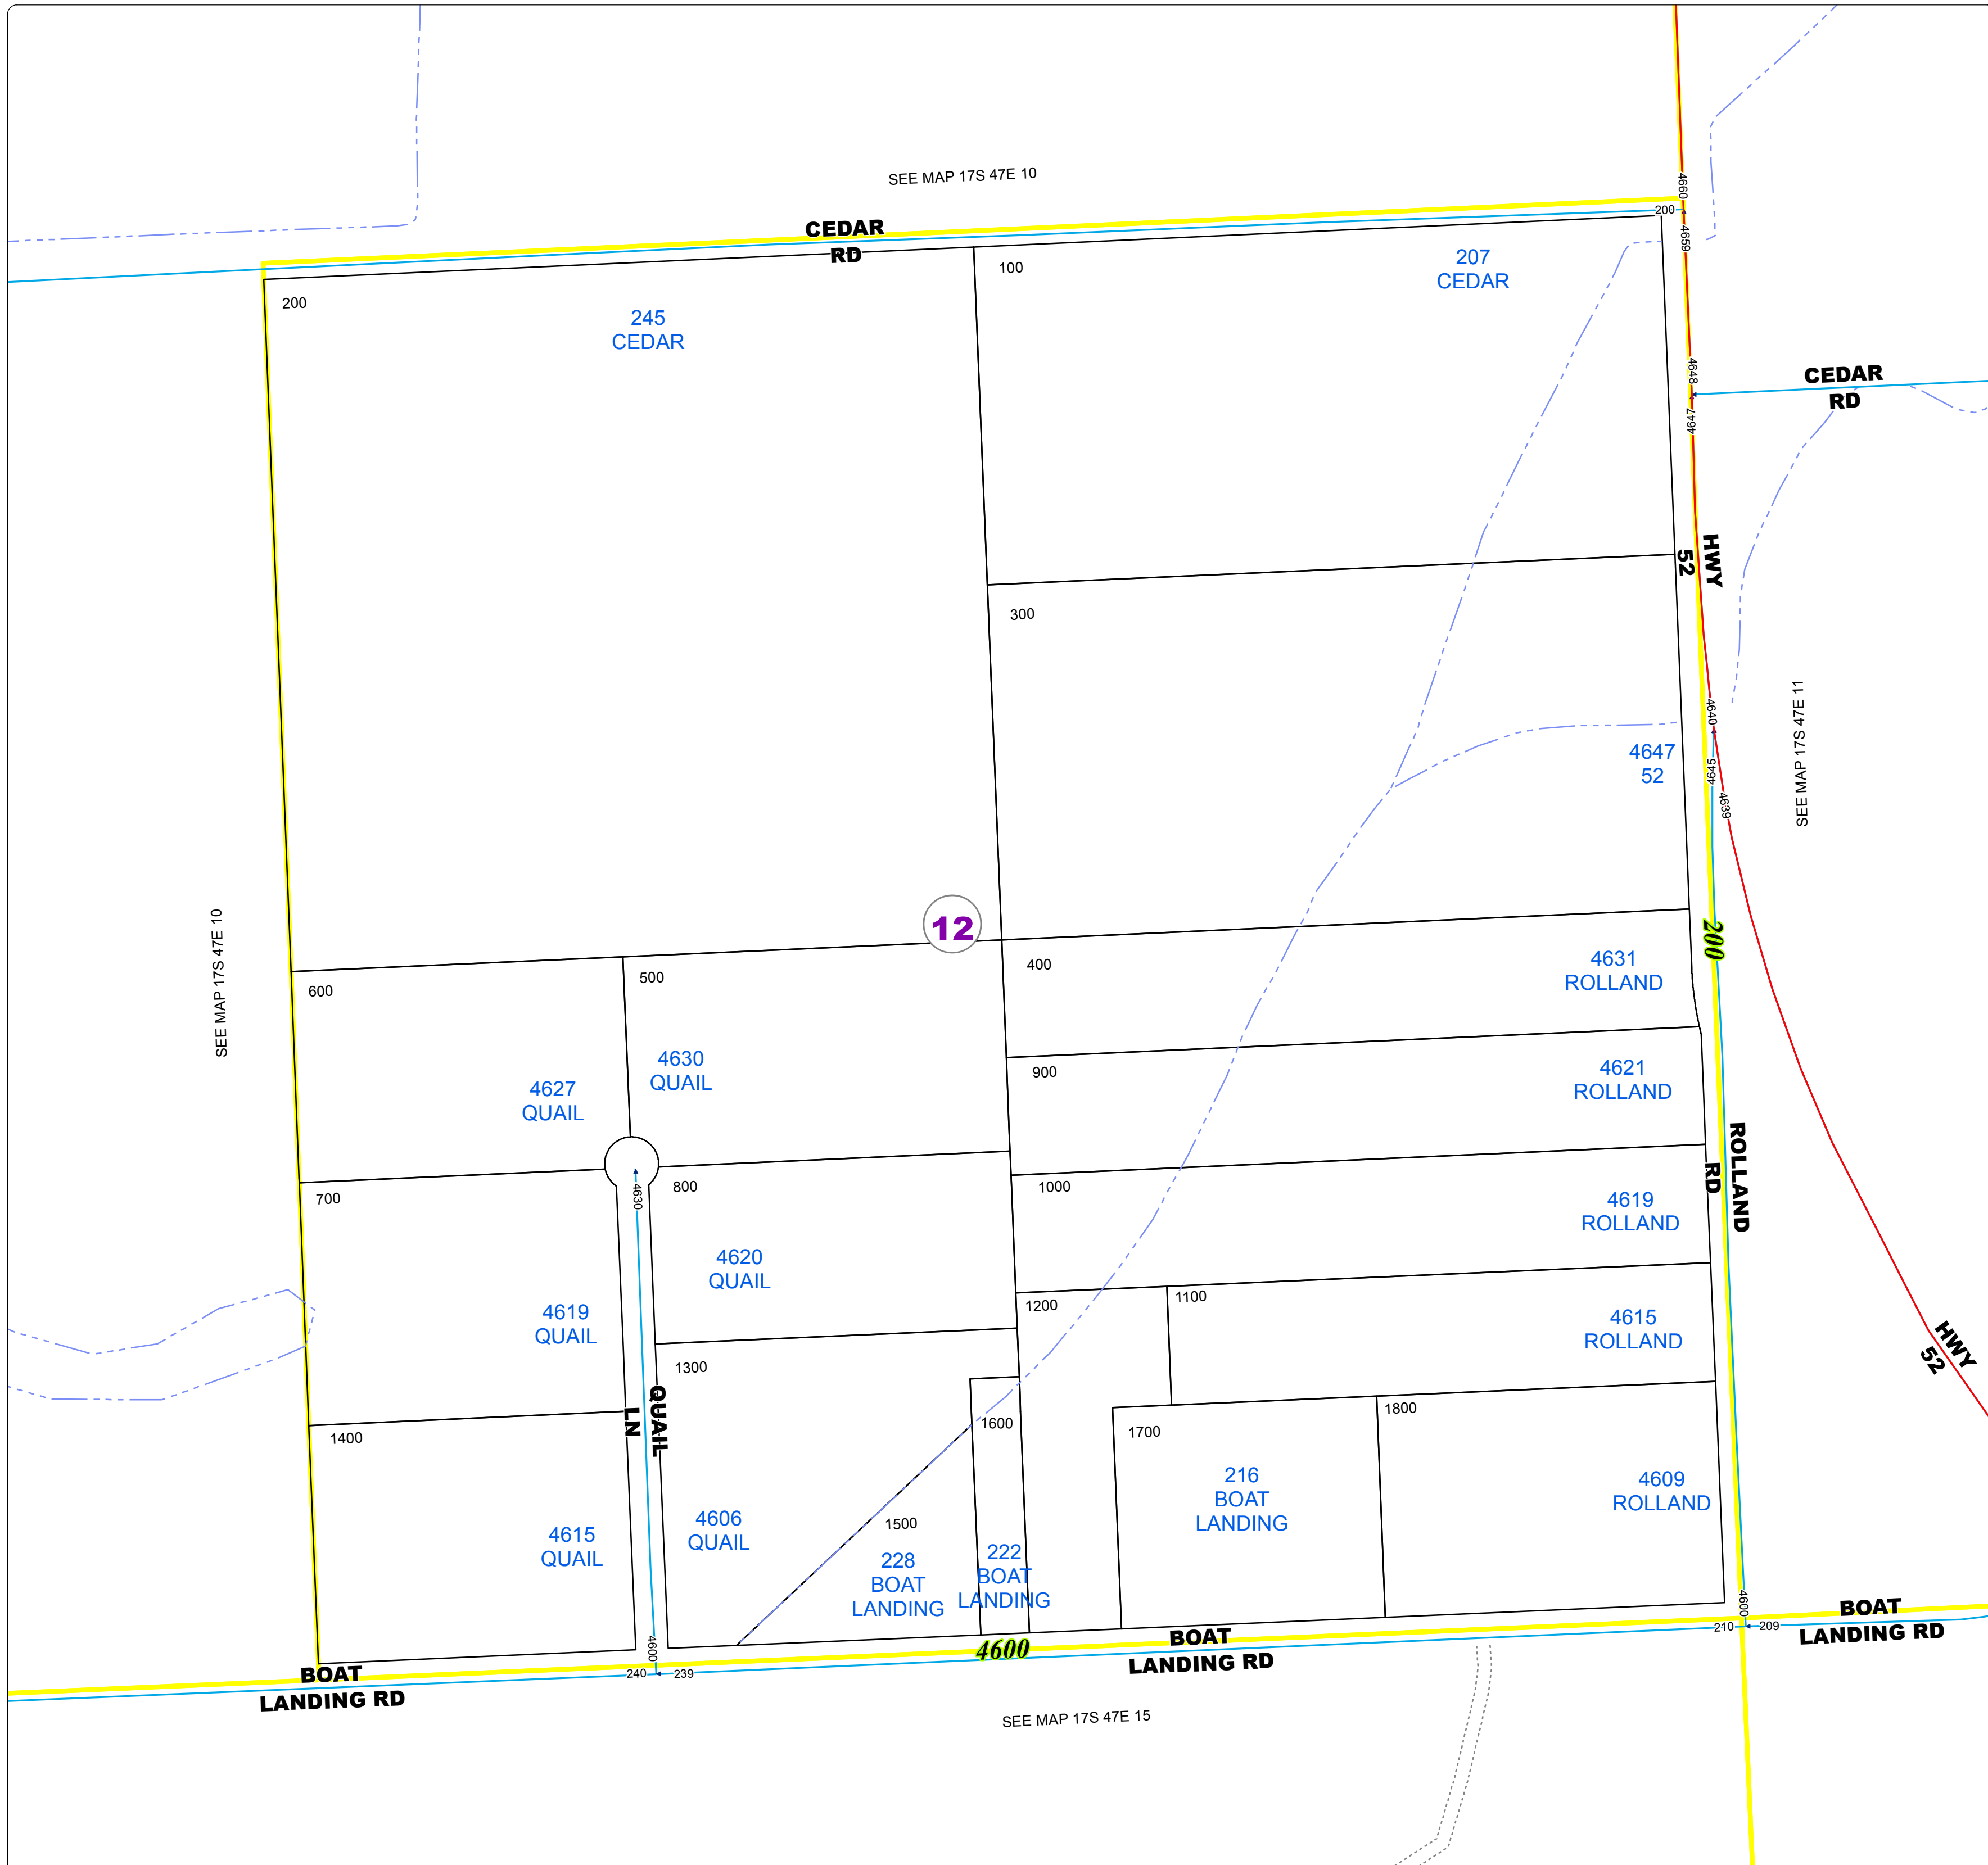 SEE MAP 17S 47E 10
CEDAR
RD
200
4660
4659
100
207
CEDAR
200
245
CEDAR
4648
CEDAR
RD
4647
HWY
52
300
SEE MAP 17S 47E 11
4640
4647
52
4645
4639
SEE MAP 17S 47E 10
12
200
400
4631
ROLLAND
600
500
4627
QUAIL
4630
QUAIL
900
4621
ROLLAND
ROLLAND
RD
700
4630
800
1000
4619
ROLLAND
4620
QUAIL
4619
QUAIL
1200
1100
4615
ROLLAND
HWY
52
1300
QUAIL
LN
1400
1600
1700
1800
216
BOAT
LANDING
4609
ROLLAND
4606
QUAIL
4615
QUAIL
1500
228
BOAT
LANDING
222
BOAT
LANDING
4600
BOAT
LANDING RD
210
209
4600
4600
BOAT
LANDING RD
BOAT
LANDING RD
240
239
SEE MAP 17S 47E 15